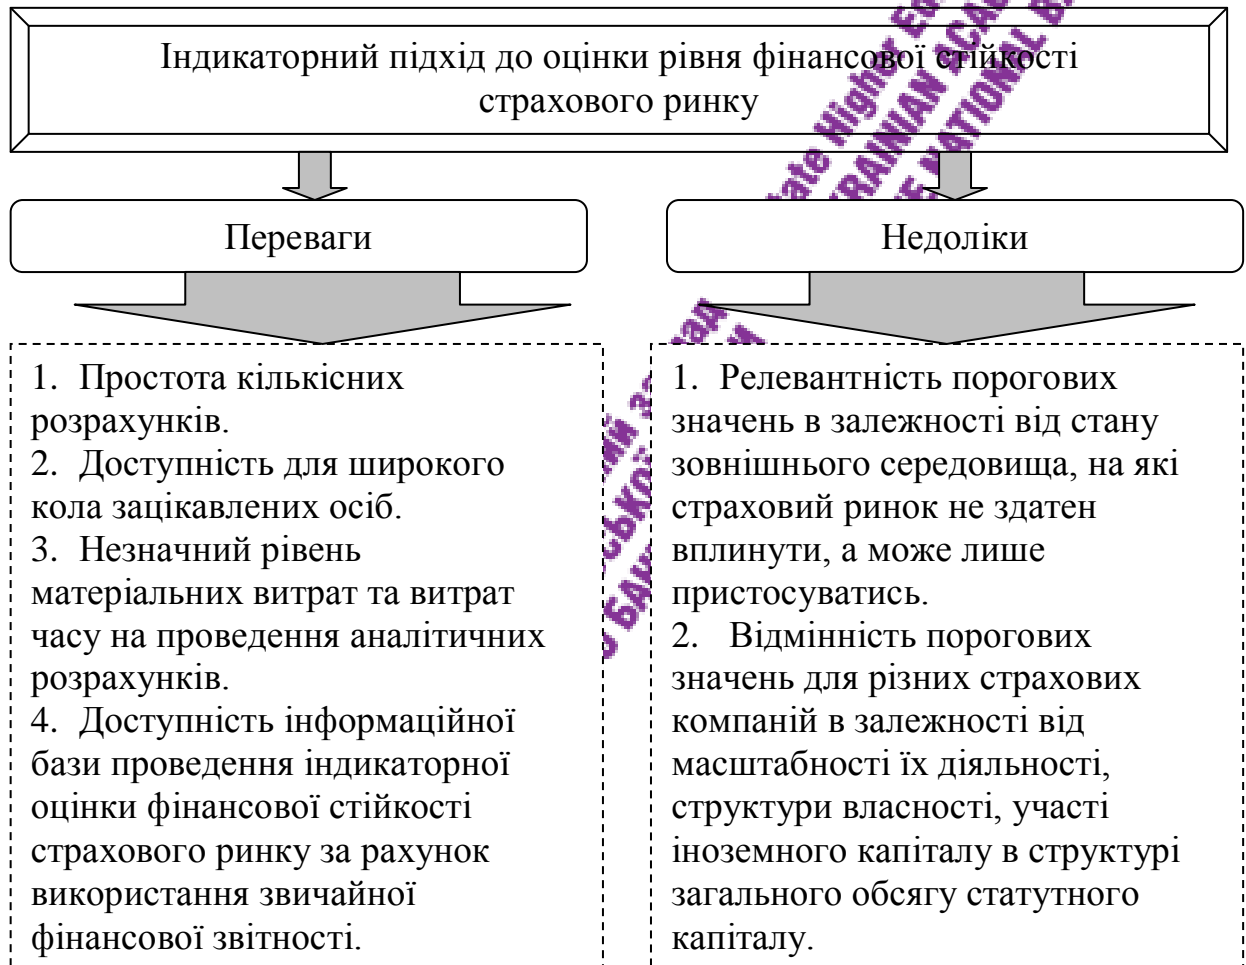 Індикаторний підхід до оцінки рівня фінансової стійкості
страхового ринку
Переваги
Недоліки
1. Простота кількісних
розрахунків.
2. Доступність для широкого
кола зацікавлених осіб.
3. Незначний рівень
матеріальних витрат та витрат
часу на проведення аналітичних
розрахунків.
4. Доступність інформаційної
бази проведення індикаторної
оцінки фінансової стійкості
страхового ринку за рахунок
використання звичайної
фінансової звітності.
1. Релевантність порогових
значень в залежності від стану
зовнішнього середовища, на які
страховий ринок не здатен
вплинути, а може лише
пристосуватись.
2. Відмінність порогових
значень для різних страхових
компаній в залежності від
масштабності їх діяльності,
структури власності, участі
іноземного капіталу в структурі
загального обсягу статутного
капіталу.
Higher
NATIONAL